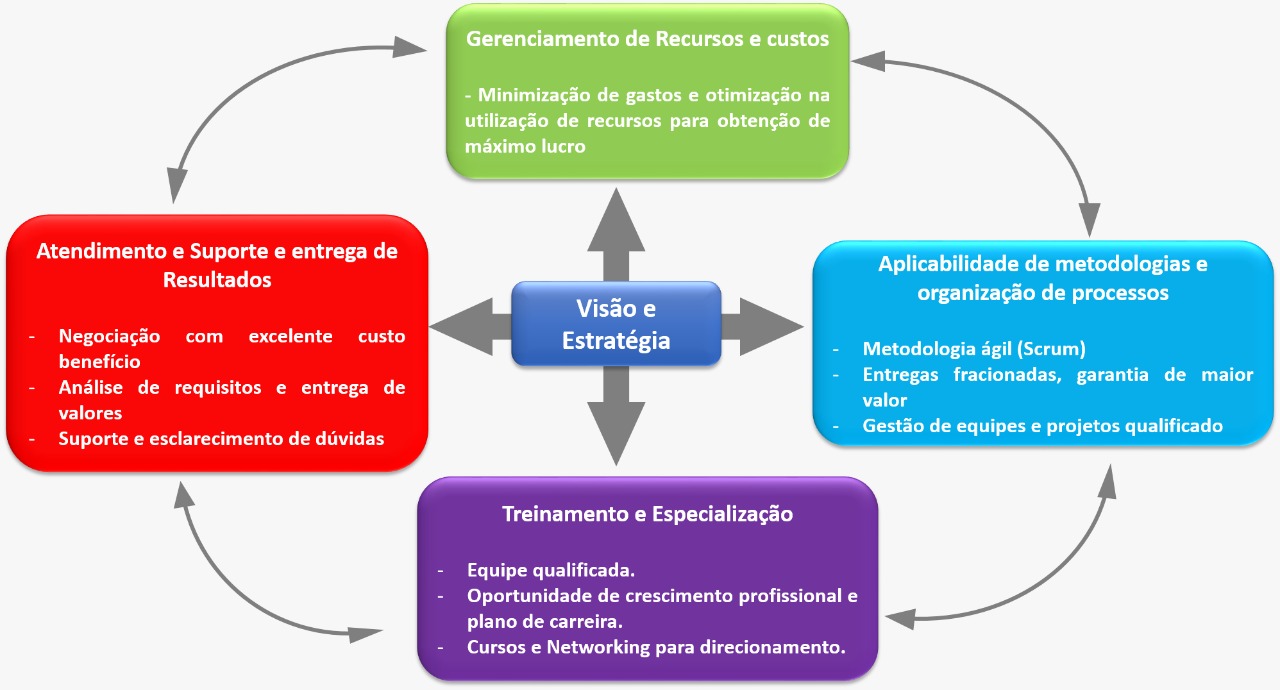 Gerenciamento de Recursos e custos
- Minimização de gastos e otimização na
utilização de recursos para obtenção de
máximo lucro
Atendimento e Suporte e entrega de
Resultados
- Negociação com excelente custo
benefício
- Análise de requisitos e entrega de
valores
- Suporte e esclarecimento de dúvidas
Visão e
Estratégia
Aplicabilidade de metodologias e
organização de processos
- Metodologia ágil (Scrum)
- Entregas fracionadas, garantia de maior
valor
- Gestão de equipes e projetos qualificado
Treinamento e Especialização
- Equipe qualificada.
- Oportunidade de crescimento profissional e
plano de carreira.
- Cursos e Networking para direcionamento.